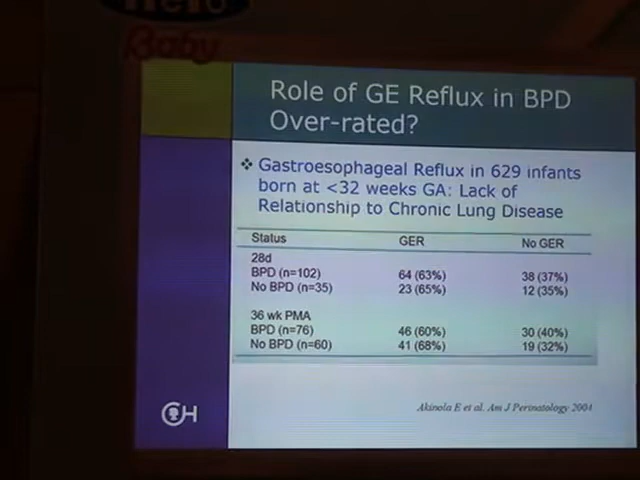 Hero
Baby
Role of GE Reflux in BPD
Over-rated?
❖ Gastroesophageal Reflux in 629 infants
born at <32 weeks GA: Lack of
Relationship to Chronic Lung Disease
Status GER No GER
28d
BPD (n=102) 64 (63%) 38 (37%)
No BPD (n=35) 23 (65%) 12 (35%)
36 wk PMA
BPD (n=76) 46 (60%) 30 (40%)
No BPD (n=60) 41 (68%) 19 (32%)
Akinola E et al. Am J Perinatology 2004
CH